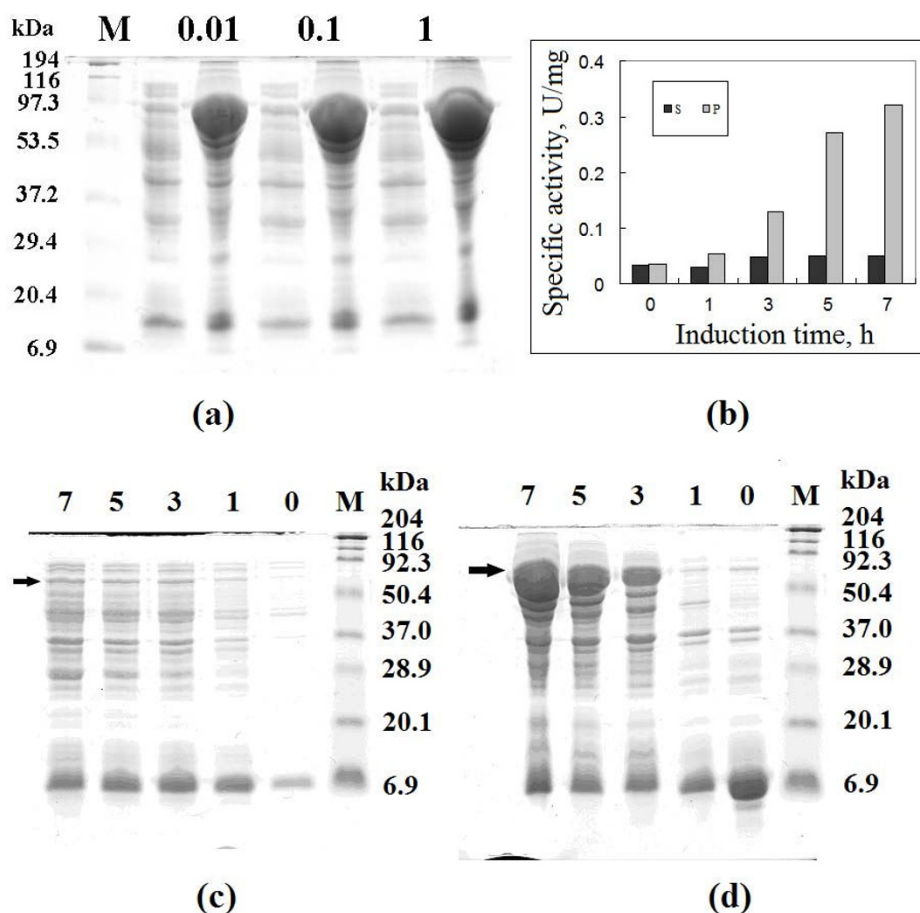 kDa M 0.01 0.1 1
194
116
97.3
53.5
37.2
29.4
20.4
6.9
(a)
Specific activity, U/mg
0.4
0.3
0.2
0.1
0
S P
0 1 3 5 7
Induction time, h
(b)
7 5 3 1 0 M kDa
204
116
92.3
50.4
37.0
28.9
20.1
6.9
(c)
7 5 3 1 0 M kDa
204
116
92.3
50.4
37.0
28.9
20.1
6.9
(d)